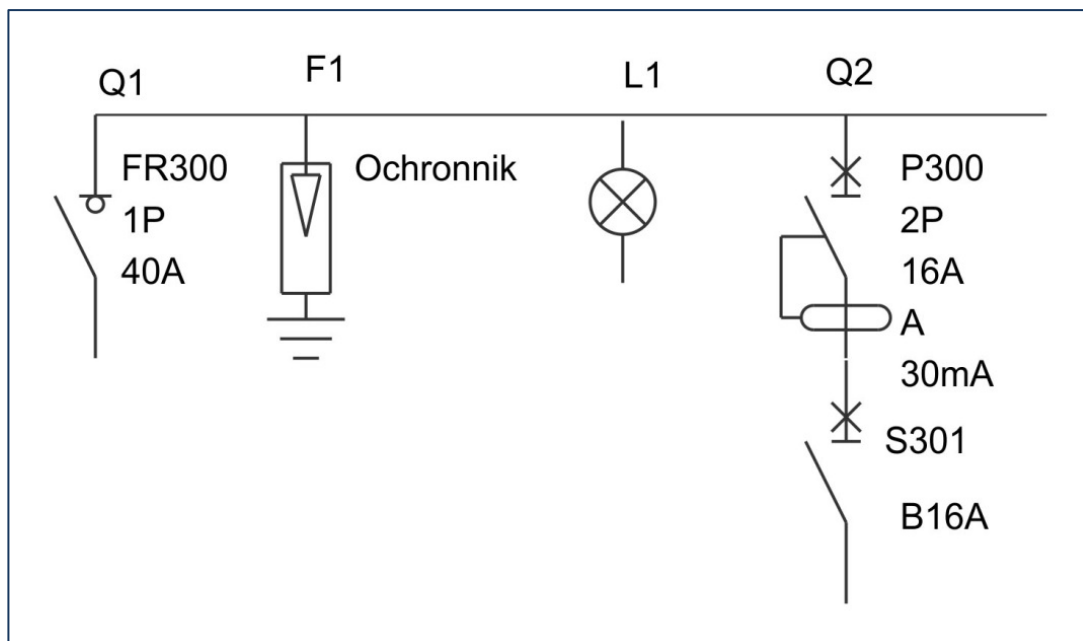 Q1
F1
L1
Q2
FR300
1P
40A
Ochronnik
P300
2P
16A
A
30mA
S301
B16A